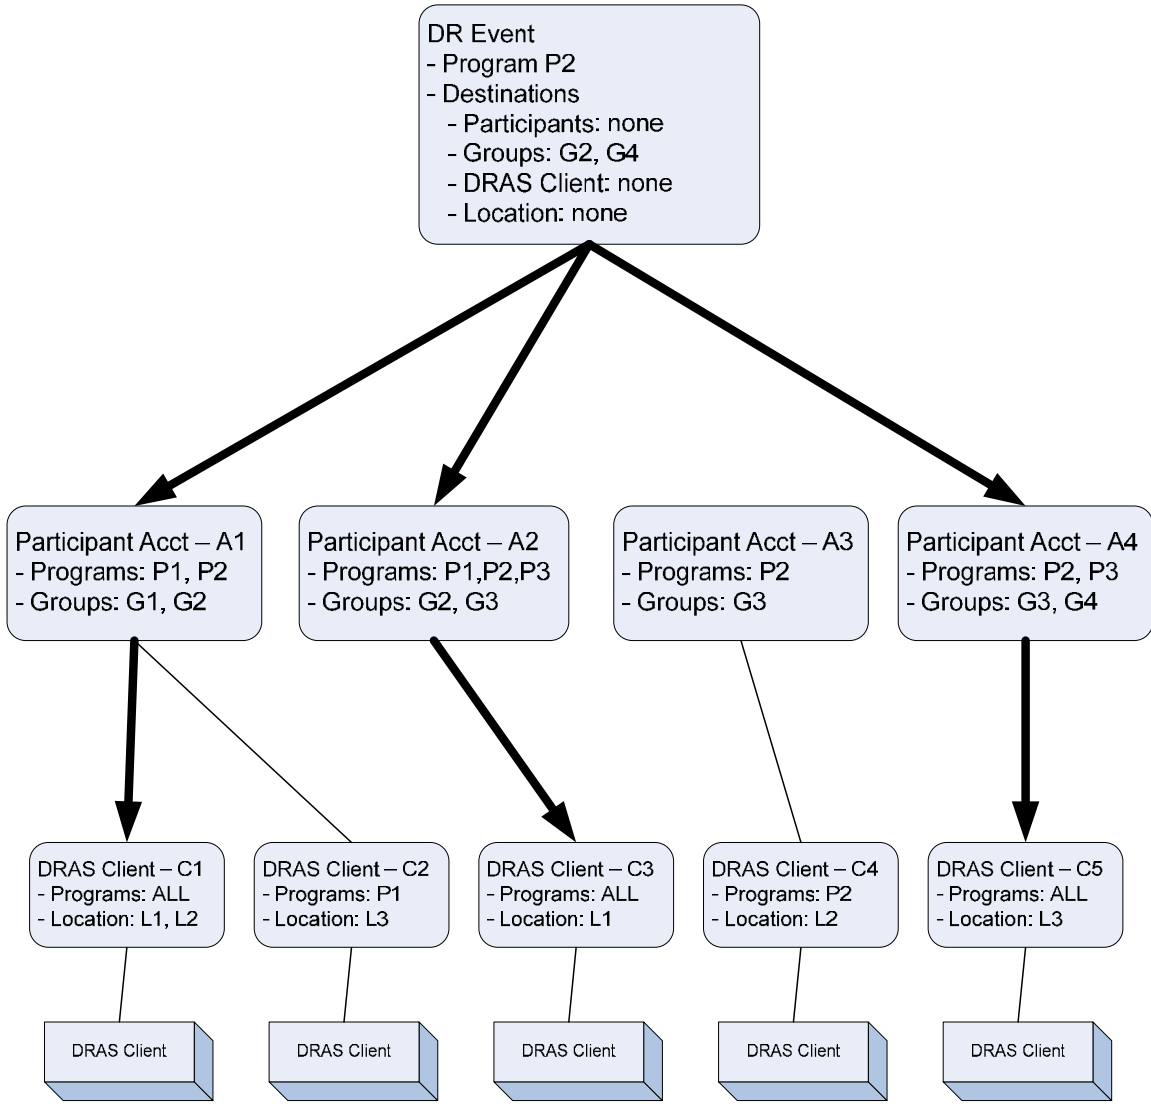 DR Event
- Program P2
- Destinations
- Participants: none
- Groups: G2, G4
- DRAS Client: none
- Location: none
Participant Acct – A1
- Programs: P1, P2
- Groups: G1, G2
Participant Acct – A2
- Programs: P1,P2,P3
- Groups: G2, G3
Participant Acct – A3
- Programs: P2
- Groups: G3
Participant Acct – A4
- Programs: P2, P3
- Groups: G3, G4
DRAS Client – C1
- Programs: ALL
- Location: L1, L2
DRAS Client – C2
- Programs: P1
- Location: L3
DRAS Client – C3
- Programs: ALL
- Location: L1
DRAS Client – C4
- Programs: P2
- Location: L2
DRAS Client – C5
- Programs: ALL
- Location: L3
DRAS Client
DRAS Client
DRAS Client
DRAS Client
DRAS Client